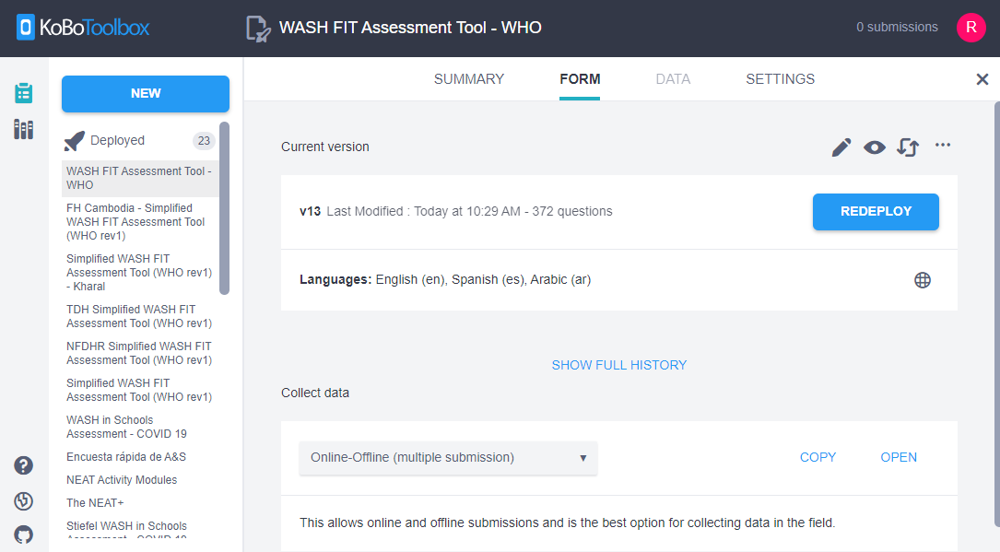 KoBoToolbox
WASH FIT Assessment Tool - WHO
0 submissions
R
NEW
Deployed
23
WASH FIT Assessment Tool -
WHO
FH Cambodia - Simplified
WASH FIT Assessment Tool
(WHO rev1)
Simplified WASH FIT
Assessment Tool (WHO rev1)
- Kharal
TDH Simplified WASH FIT
Assessment Tool (WHO rev1)
NFDHR Simplified WASH FIT
Assessment Tool (WHO rev1)
Simplified WASH FIT
Assessment Tool (WHO rev1)
WASH in Schools
Assessment - COVID 19
Encuesta rápida de A&S
NEAT Activity Modules
The NEAT+
Stiefel WASH in Schools
Assessment - COVID 19
SUMMARY
FORM
DATA
SETTINGS
Current version
v13 Last Modified : Today at 10:29 AM - 372 questions
REDEPLOY
Languages: English (en), Spanish (es), Arabic (ar)
SHOW FULL HISTORY
Collect data
Online-Offline (multiple submission)
COPY
OPEN
This allows online and offline submissions and is the best option for collecting data in the field.